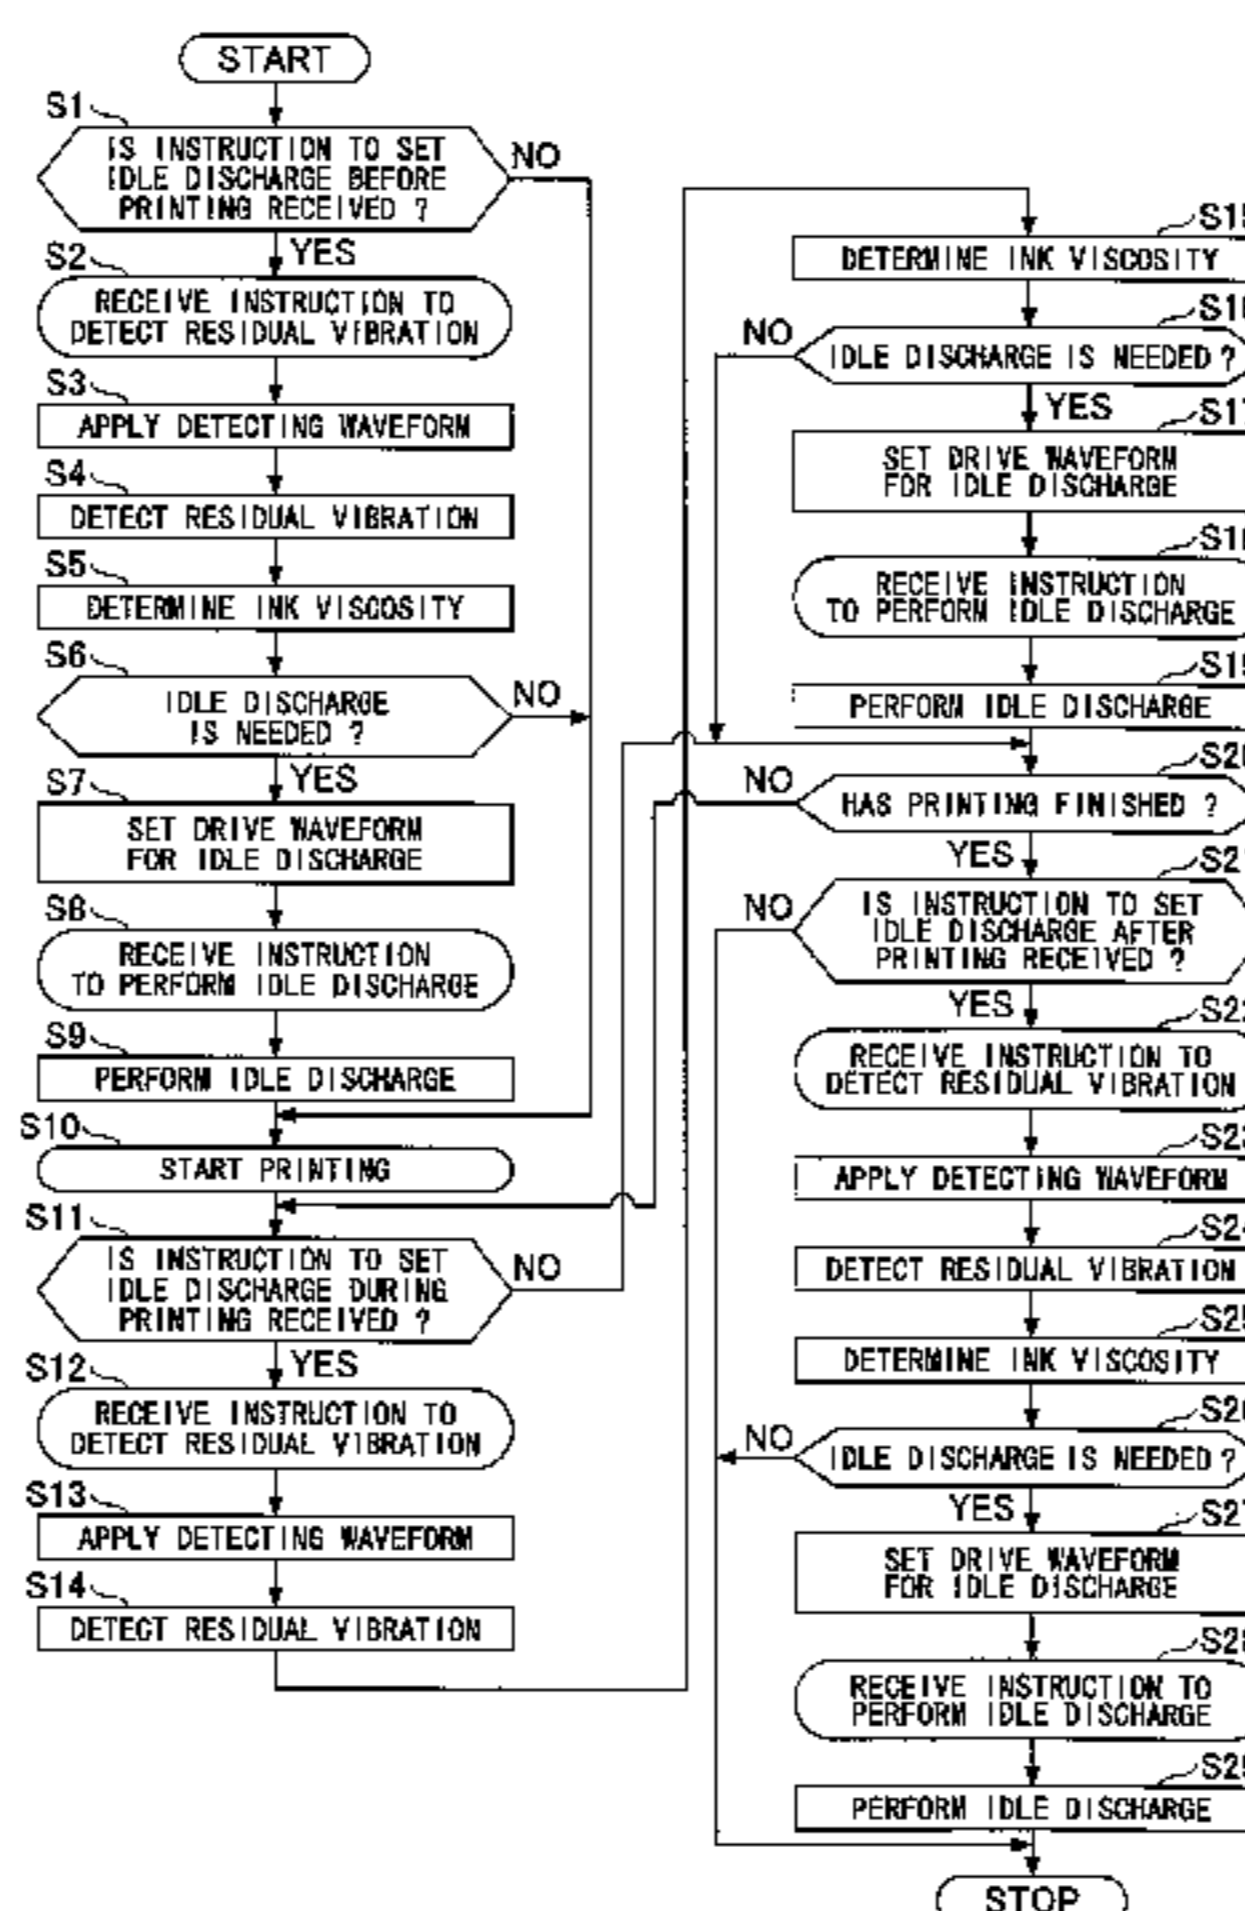 START
S1
IS INSTRUCTION TO SET
IDLE DISCHARGE BEFORE
PRINTING RECEIVED ?
NO
YES
S2
RECEIVE INSTRUCTION TO
DETECT RESIDUAL VIBRATION
S3
APPLY DETECTING WAVEFORM
S4
DETECT RESIDUAL VIBRATION
S5
DETERMINE INK VISCOSITY
S6
IDLE DISCHARGE
IS NEEDED ?
NO
YES
S7
SET DRIVE WAVEFORM
FOR IDLE DISCHARGE
S8
RECEIVE INSTRUCTION
TO PERFORM IDLE DISCHARGE
S9
PERFORM IDLE DISCHARGE
S10
START PRINTING
S11
IS INSTRUCTION TO SET
IDLE DISCHARGE DURING
PRINTING RECEIVED ?
NO
YES
S12
RECEIVE INSTRUCTION TO
DETECT RESIDUAL VIBRATION
S13
APPLY DETECTING WAVEFORM
S14
DETECT RESIDUAL VIBRATION
DETERMINE INK VISCOSITY
NO
IDLE DISCHARGE IS NEEDED ?
YES
SET DRIVE WAVEFORM
FOR IDLE DISCHARGE
RECEIVE INSTRUCTION
TO PERFORM IDLE DISCHARGE
PERFORM IDLE DISCHARGE
NO
HAS PRINTING FINISHED ?
YES
NO
IS INSTRUCTION TO SET
IDLE DISCHARGE AFTER
PRINTING RECEIVED ?
YES
RECEIVE INSTRUCTION TO
DETECT RESIDUAL VIBRATION
APPLY DETECTING WAVEFORM
DETECT RESIDUAL VIBRATION
DETERMINE INK VISCOSITY
NO
IDLE DISCHARGE IS NEEDED ?
YES
SET DRIVE WAVEFORM
FOR IDLE DISCHARGE
RECEIVE INSTRUCTION TO
PERFORM IDLE DISCHARGE
PERFORM IDLE DISCHARGE
STOP